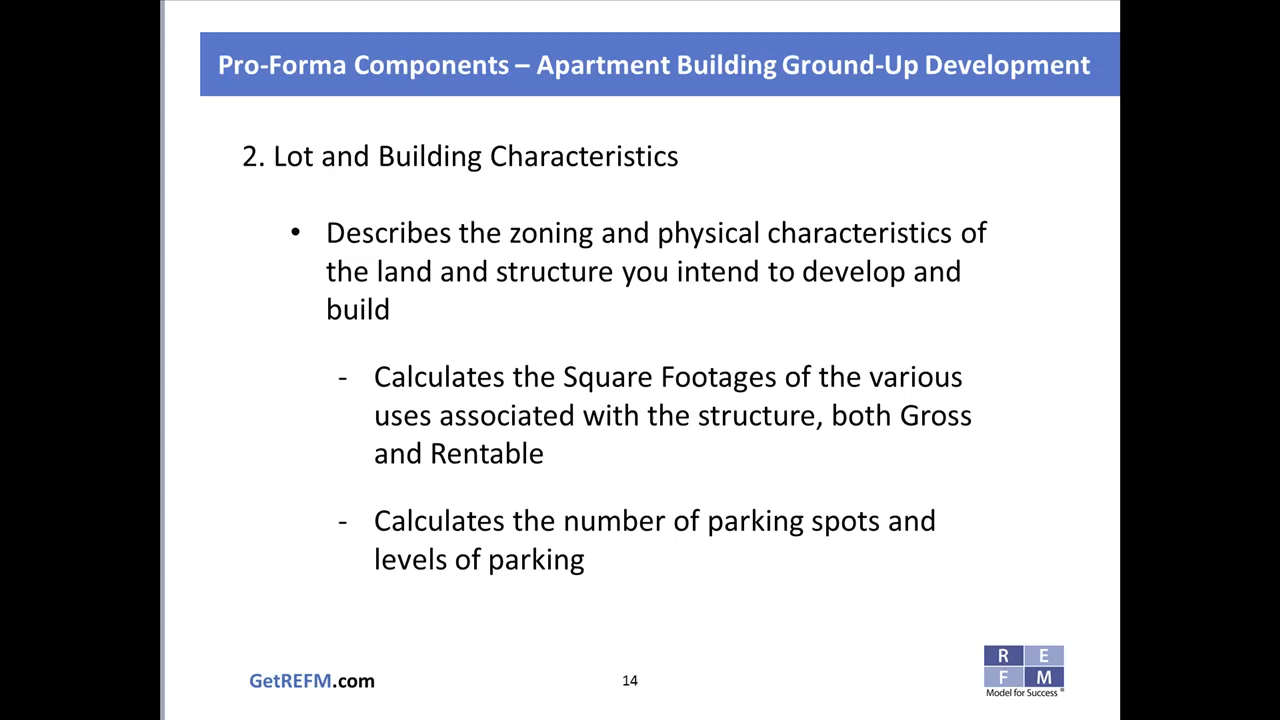 Pro-Forma Components – Apartment Building Ground-Up Development
2. Lot and Building Characteristics
• Describes the zoning and physical characteristics of
the land and structure you intend to develop and
build
- Calculates the Square Footages of the various
uses associated with the structure, both Gross
and Rentable
- Calculates the number of parking spots and
levels of parking
GetREFM.com
14
R E
F M
Model for Success ®